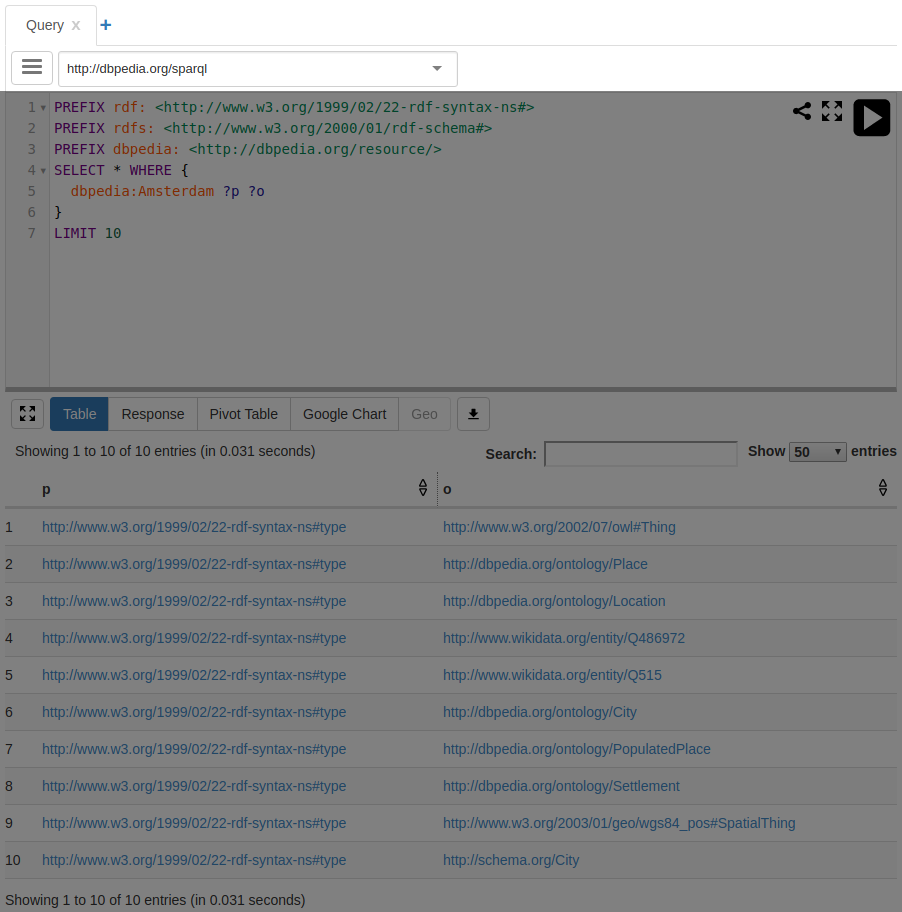 Query x +
http://dbpedia.org/sparql
1 PREFIX rdf: <http://www.w3.org/1999/02/22-rdf-syntax-ns#>
2 PREFIX rdfs: <http://www.w3.org/2000/01/rdf-schema#>
3 PREFIX dbpedia: <http://dbpedia.org/resource/>
4 SELECT * WHERE {
5 dbpedia:Amsterdam ?p ?o
6 }
7 LIMIT 10
Table Response Pivot Table Google Chart Geo
Showing 1 to 10 of 10 entries (in 0.031 seconds) Search: Show 50 entries
p o
1 http://www.w3.org/1999/02/22-rdf-syntax-ns#type http://www.w3.org/2002/07/owl#Thing
2 http://www.w3.org/1999/02/22-rdf-syntax-ns#type http://dbpedia.org/ontology/Place
3 http://www.w3.org/1999/02/22-rdf-syntax-ns#type http://dbpedia.org/ontology/Location
4 http://www.w3.org/1999/02/22-rdf-syntax-ns#type http://www.wikidata.org/entity/Q486972
5 http://www.w3.org/1999/02/22-rdf-syntax-ns#type http://www.wikidata.org/entity/Q515
6 http://www.w3.org/1999/02/22-rdf-syntax-ns#type http://dbpedia.org/ontology/City
7 http://www.w3.org/1999/02/22-rdf-syntax-ns#type http://dbpedia.org/ontology/PopulatedPlace
8 http://www.w3.org/1999/02/22-rdf-syntax-ns#type http://dbpedia.org/ontology/Settlement
9 http://www.w3.org/1999/02/22-rdf-syntax-ns#type http://www.w3.org/2003/01/geo/wgs84_pos#SpatialThing
10 http://www.w3.org/1999/02/22-rdf-syntax-ns#type http://schema.org/City
Showing 1 to 10 of 10 entries (in 0.031 seconds)